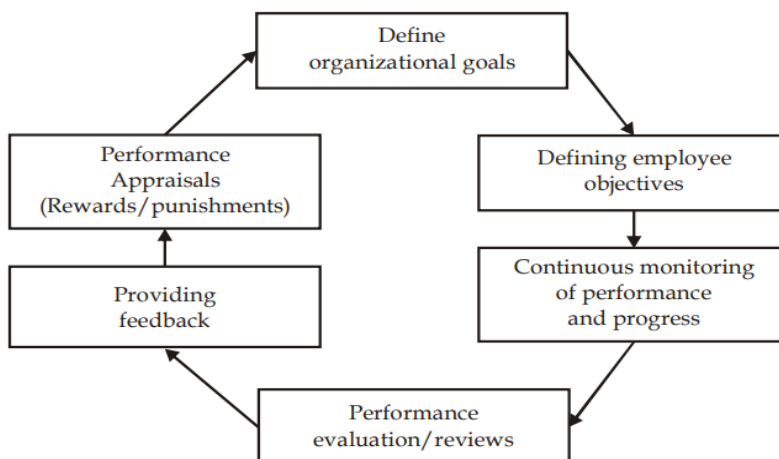 Define
organizational goals
Defining employee
objectives
Continuous monitoring
of performance
and progress
Performance
evaluation/reviews
Providing
feedback
Performance
Appraisals
(Rewards/punishments)